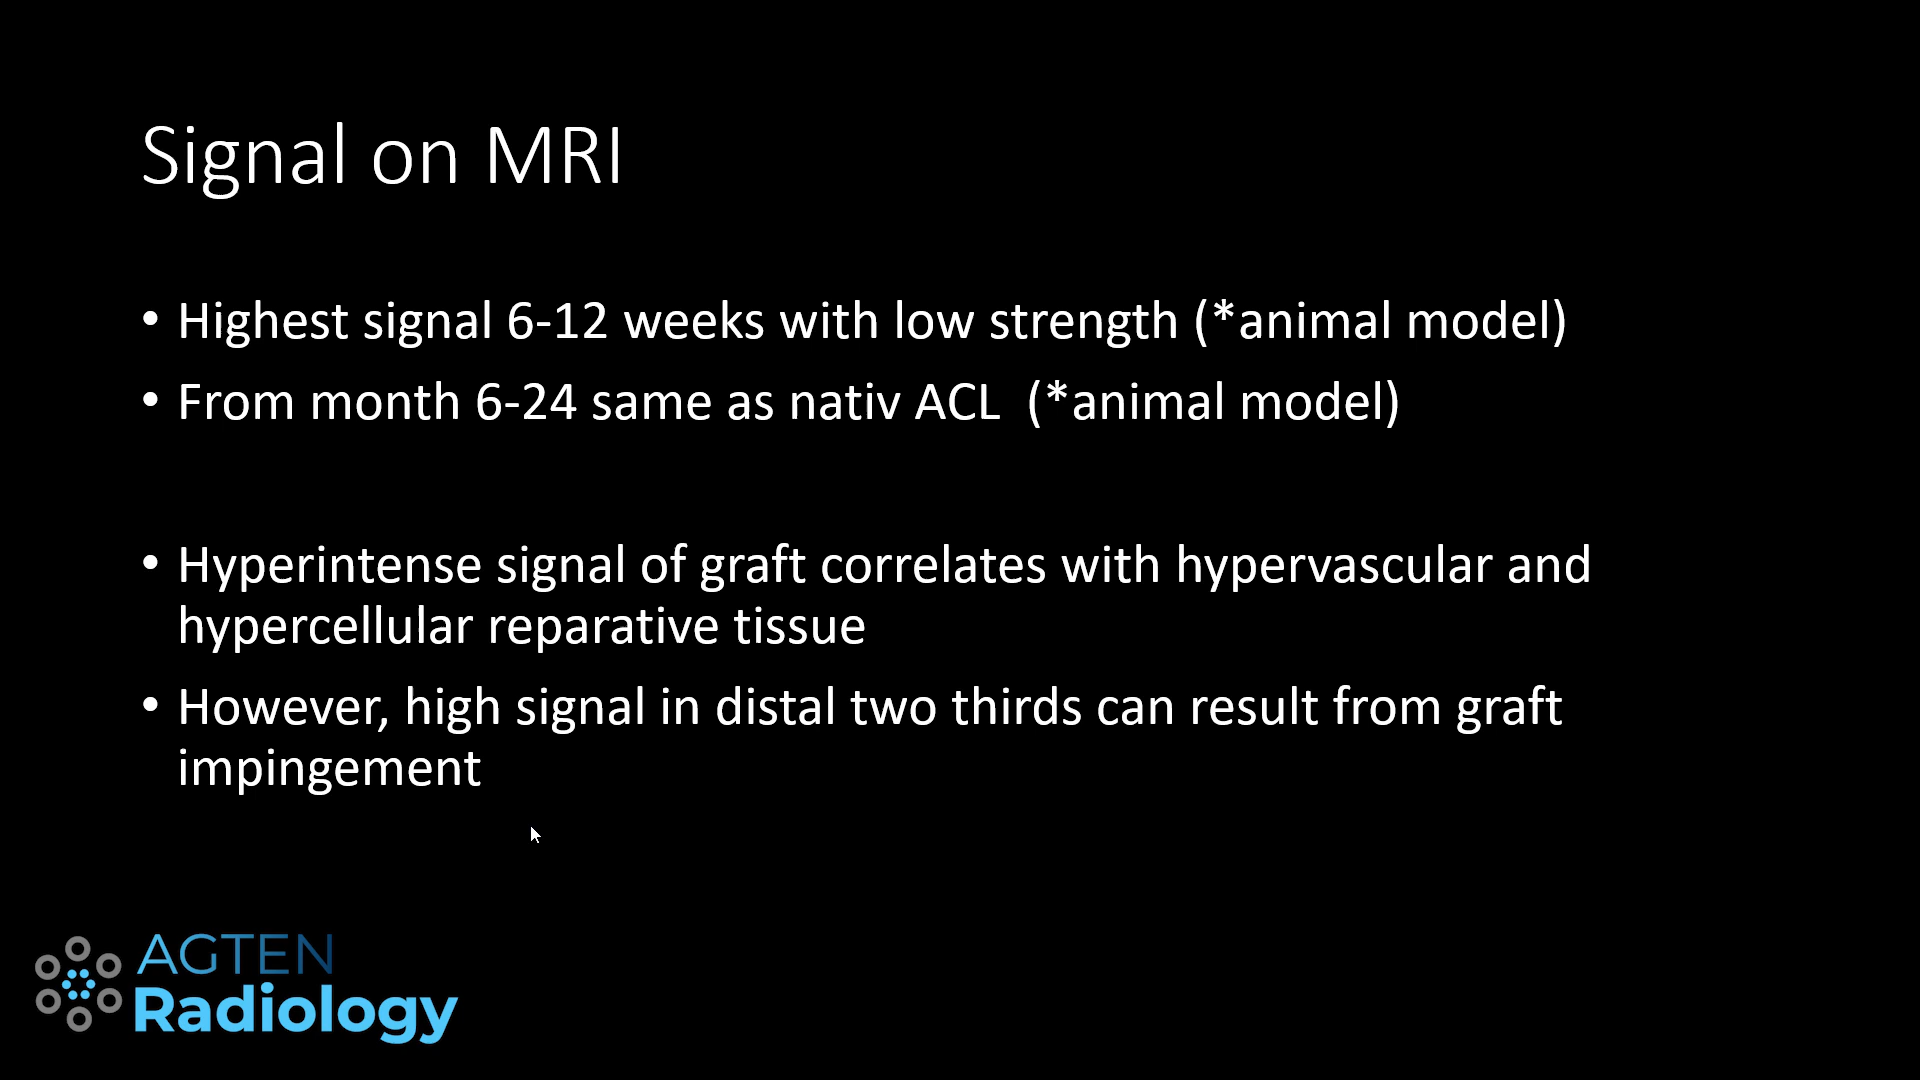 Signal on MRI
• Highest signal 6-12 weeks with low strength (*animal model)
• From month 6-24 same as nativ ACL  (*animal model)
• Hyperintense signal of graft correlates with hypervascular and
hypercellular reparative tissue
• However, high signal in distal two thirds can result from graft
impingement
AGTEN
Radiology